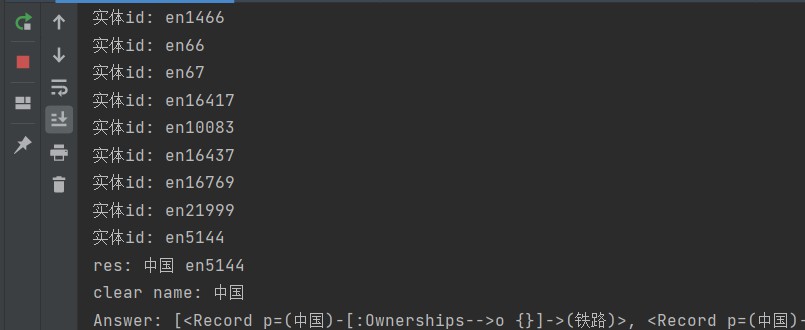 实体id: en1466
实体id: en66
实体id: en67
实体id: en16417
实体id: en10083
实体id: en16437
实体id: en16769
实体id: en21999
实体id: en5144
res: 中国 en5144
clear name: 中国
Answer: [<Record p=(中国)-[:Ownerships-->o {}]->(铁路)>, <Record p=(中国)-